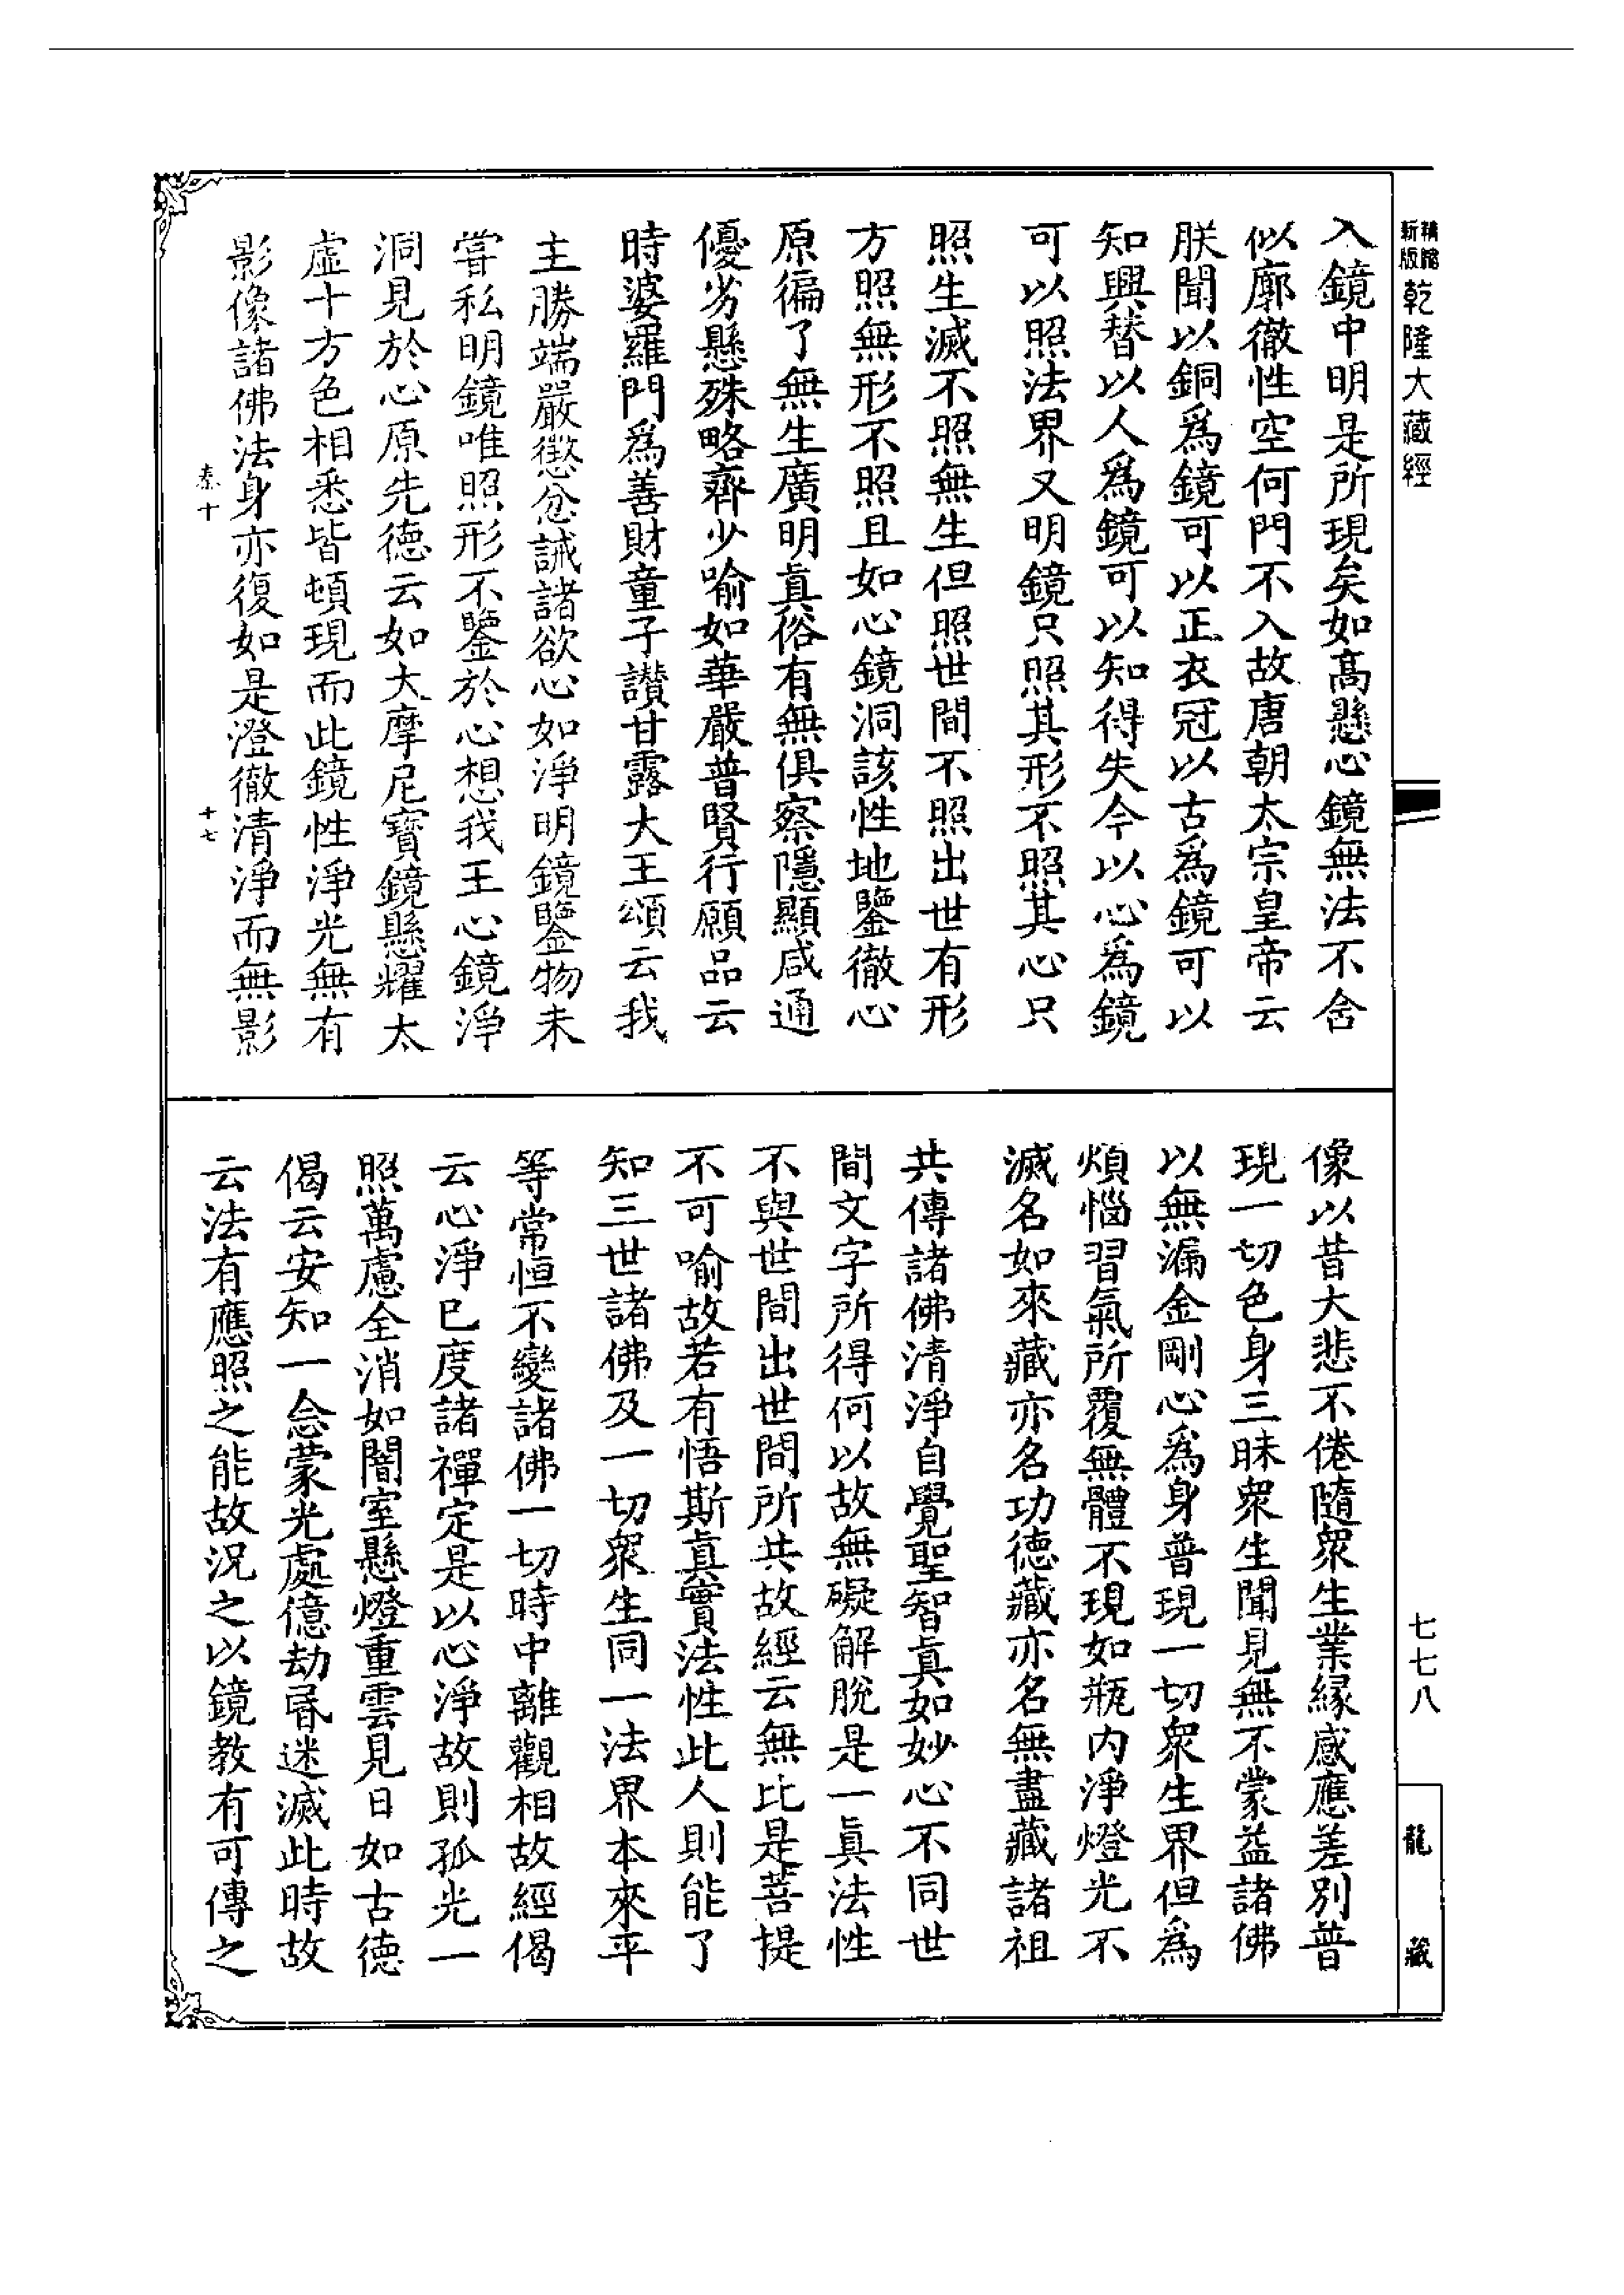 精縮新版乾隆大藏經
入鏡中明是所現矣如高懸心鏡無法不含
似廓徹性空何門不入故唐朝太宗皇帝云
朕聞以銅爲鏡可以正衣冠以古爲鏡可以
知興替以人爲鏡可以知得失今以心爲鏡
可以照法界又明鏡只照其形不照其心只
照生滅不照無生但照世間不照出世有形
方照無形不照且如心鏡洞該性地鑒徹心
原徧了無生廣明眞俗有無俱察隱顯咸通
優劣懸殊略齊少喻如華嚴普賢行願品云
時婆羅門爲善財童子讚甘露大王頌云我
主勝端嚴懲忿誡諸欲心如淨明鏡鑒物未
嘗私明鏡唯照形不鑒於心想我王心鏡淨
洞見於心原先德云如大摩尼寶鏡懸耀太
虛十方色相悉皆頓現而此鏡性淨光無有
影像諸佛法身亦復如是澄徹清淨而無影
秦十
十七
像以昔大悲不倦隨衆生業緣感應差別普
現一切色身三昧衆生聞見無不蒙益諸佛
以無漏金剛心爲身普現一切衆生界但爲
煩惱習氣所覆無體不現如瓶内淨燈光不
滅名如來藏亦名功德藏亦名無盡藏諸祖
共傳諸佛清淨自覺聖智眞如妙心不同世
間文字所得何以故無礙解脫是一眞法性
不與世間出世間所共故經云無比是菩提
不可喻故若有悟斯眞實法性此人則能了
知三世諸佛及一切衆生同一法界本來平
等常恒不變諸佛一切時中離觀相故經偈
云心淨已度諸禪定是以心淨故則孤光一
照萬慮全消如闇室懸燈重雲見日如古德
偈云安知一念蒙光處億劫昏迷滅此時故
云法有應照之能故況之以鏡教有可傳之
七七八
龍藏